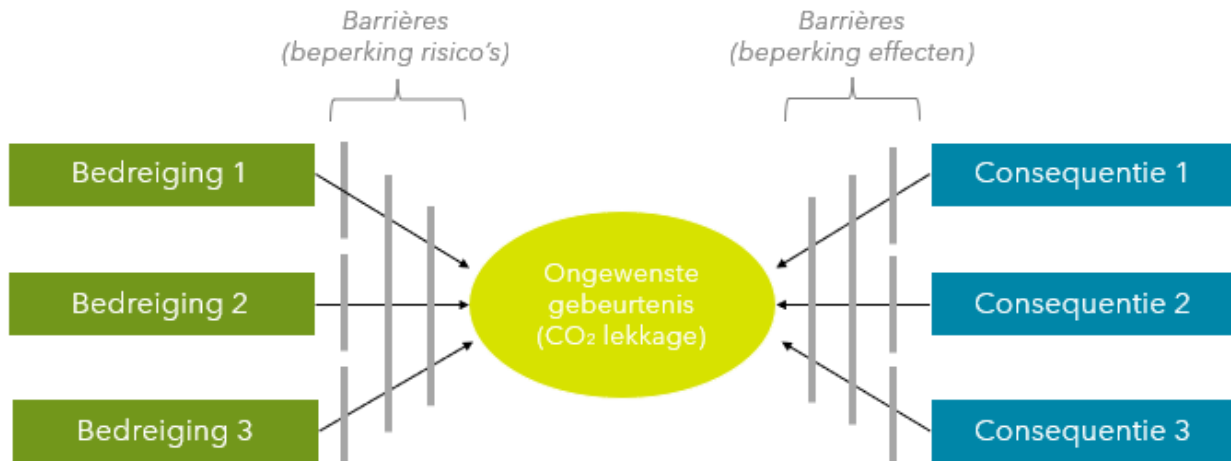 Barrières
(beperking risico's)
Barrières
(beperking effecten)
Bedreiging 1
Bedreiging 2
Bedreiging 3
Ongewenste
gebeurtenis
(CO₂ lekkage)
Consequentie 1
Consequentie 2
Consequentie 3